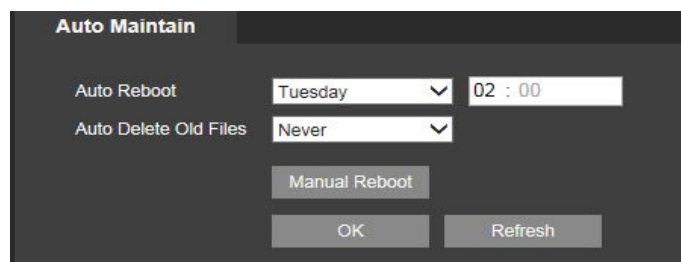 Auto Maintain
Auto Reboot Tuesday 02 : 00
Auto Delete Old Files Never
Manual Reboot
OK Refresh